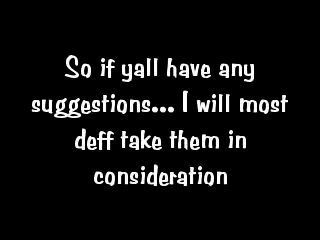 So if yall have any
suggestions... I will most
deff take them in
consideration